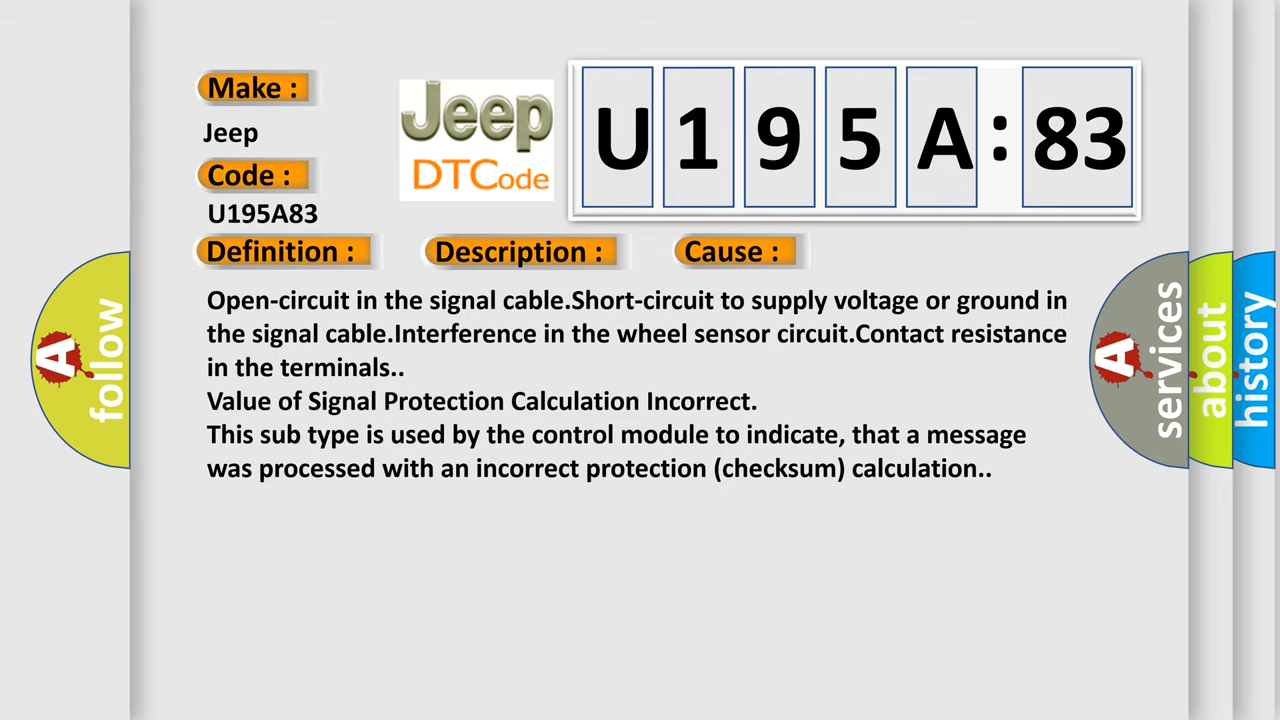 Make :
Jeep
Code :
U195A83
Jeep
DTCode
U195A:83
Definition :
Description :
Cause :
Open-circuit in the signal cable.Short-circuit to supply voltage or ground in
the signal cable.Interference in the wheel sensor circuit.Contact resistance
in the terminals..
Value of Signal Protection Calculation Incorrect.
This sub type is used by the control module to indicate, that a message
was processed with an incorrect protection (checksum) calculation..
A follow
A services
about
history